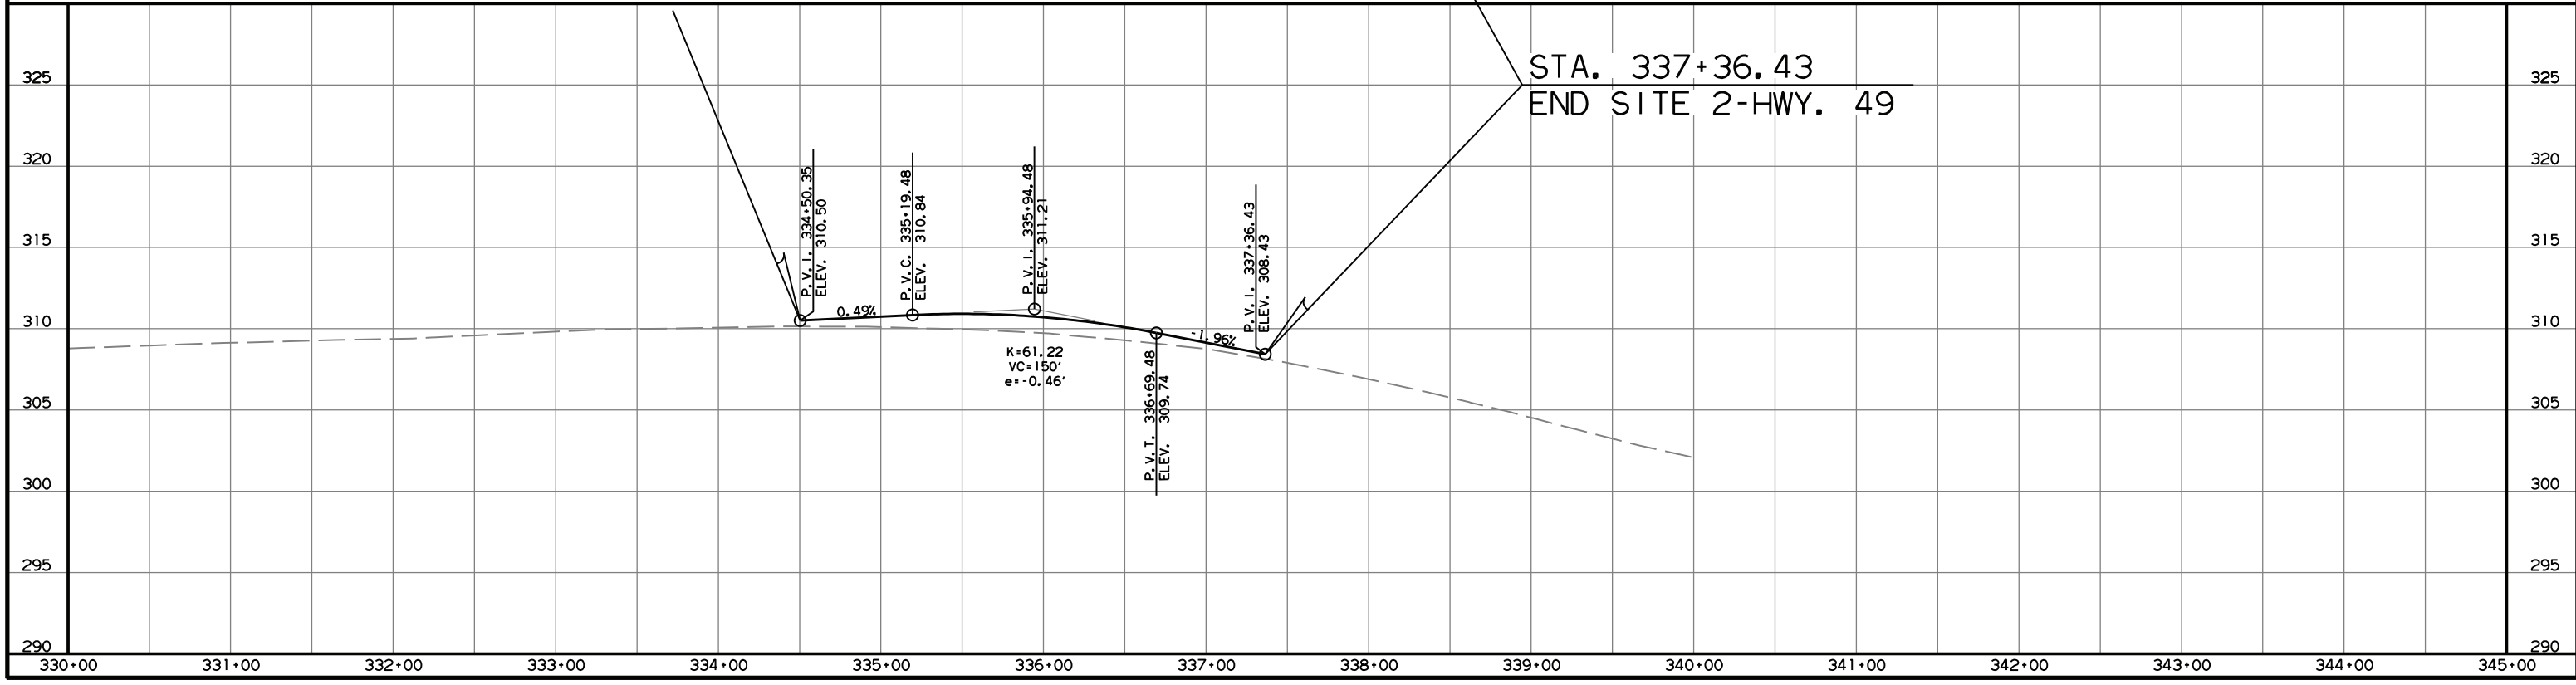 STA. 337+36.43
END SITE 2-HWY. 49
325
325
320
320
315
315
310
310
305
305
300
300
295
295
290
290
P.V.I. 334+50.35
ELEV. 310.50
0.49%
P.V.C. 335+19.48
ELEV. 310.84
P.V.I. 335+94.48
ELEV. 311.21
K=61.22
VC=150'
e=-0.46'
P.V.T. 336+69.48
ELEV. 309.74
-1.96%
P.V.I. 337+36.43
ELEV. 308.43
330+00
331+00
332+00
333+00
334+00
335+00
336+00
337+00
338+00
339+00
340+00
341+00
342+00
343+00
344+00
345+00